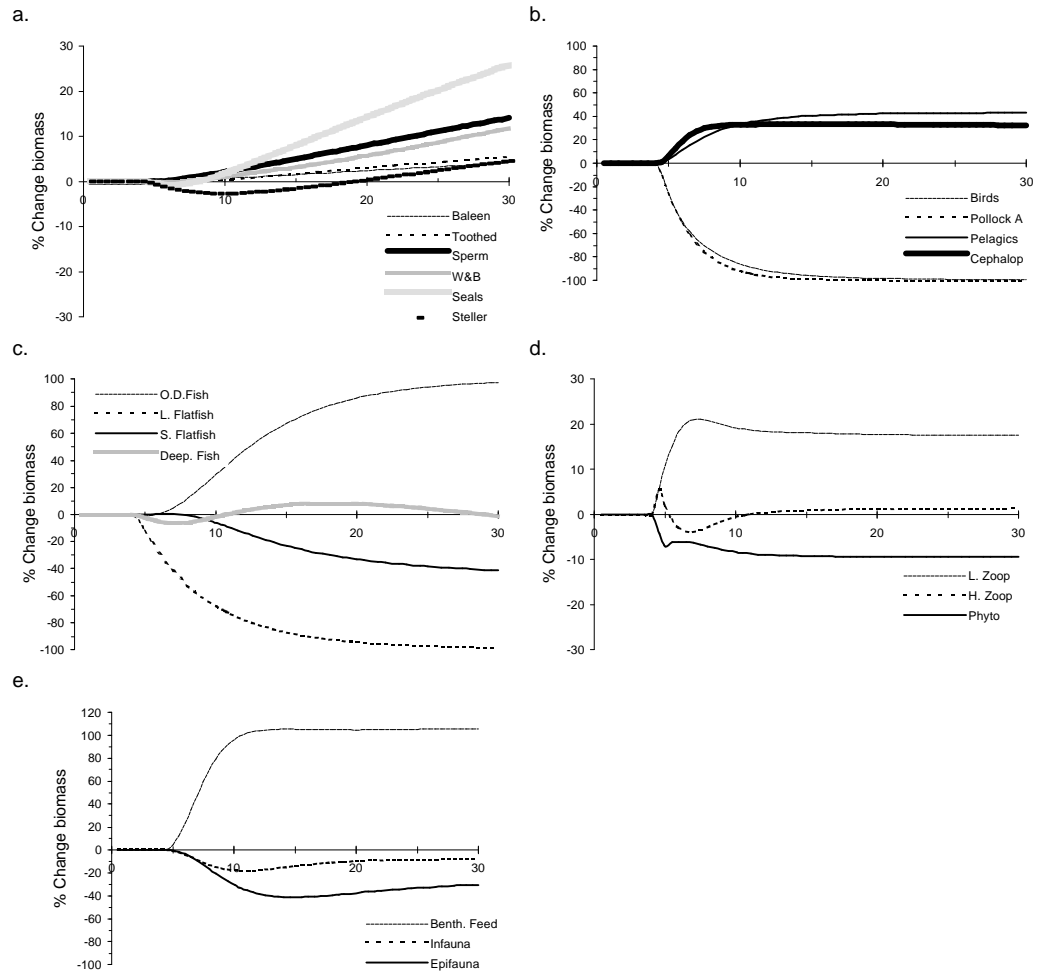 a.
30
20
10
0
-10
-20
-30
% Change biomass
0
10
20
30
Baleen
Toothed
Sperm
W&B
Seals
Steller
b.
100
80
60
40
20
0
-20
-40
-60
-80
-100
% Change biomass
0
10
20
30
Birds
Pollock A
Pelagics
Cephalop
c.
100
80
60
40
20
0
-20
-40
-60
-80
-100
% Change biomass
0
10
20
30
O.D.Fish
L. Flatfish
S. Flatfish
Deep. Fish
d.
30
20
10
0
-10
-20
-30
% Change biomass
0
10
20
30
L. Zoop
H. Zoop
Phyto
e.
120
100
80
60
40
20
0
-20
-40
-60
-80
-100
% Change biomass
0
10
20
30
Benth. Feed
Infauna
Epifauna